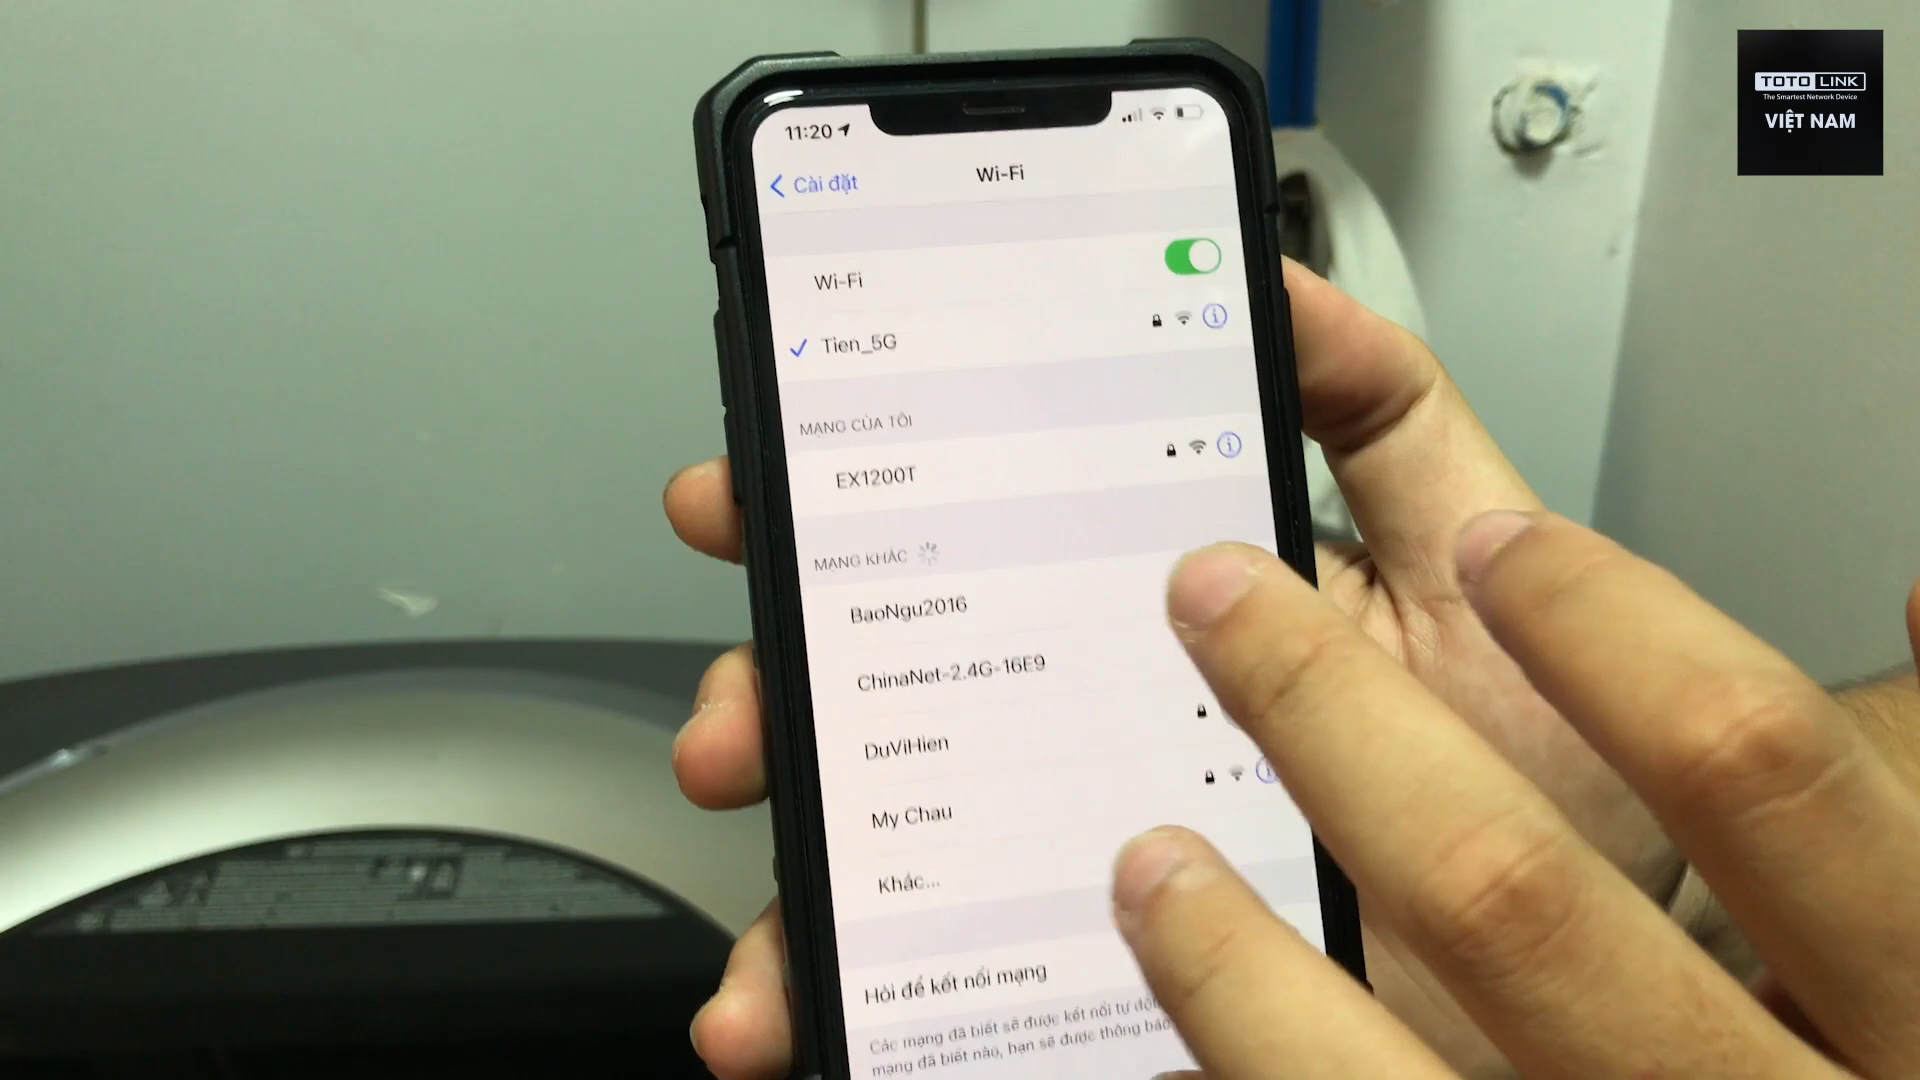 TOTO LINK
The Smartest Network Device
VIỆT NAM
11:20
Cài đặt
Wi-Fi
Wi-Fi
Tien_5G
MẠNG CỦA TÔI
EX1200T
MẠNG KHÁC
BaoNgu2016
ChinaNet-2.4G-16E9
DuViHien
My Chau
Khác...
Hỏi để kết nối mạng
Các mạng đã biết sẽ được kết nối tự độn
mạng đã biết nào, bạn sẽ được thông báo